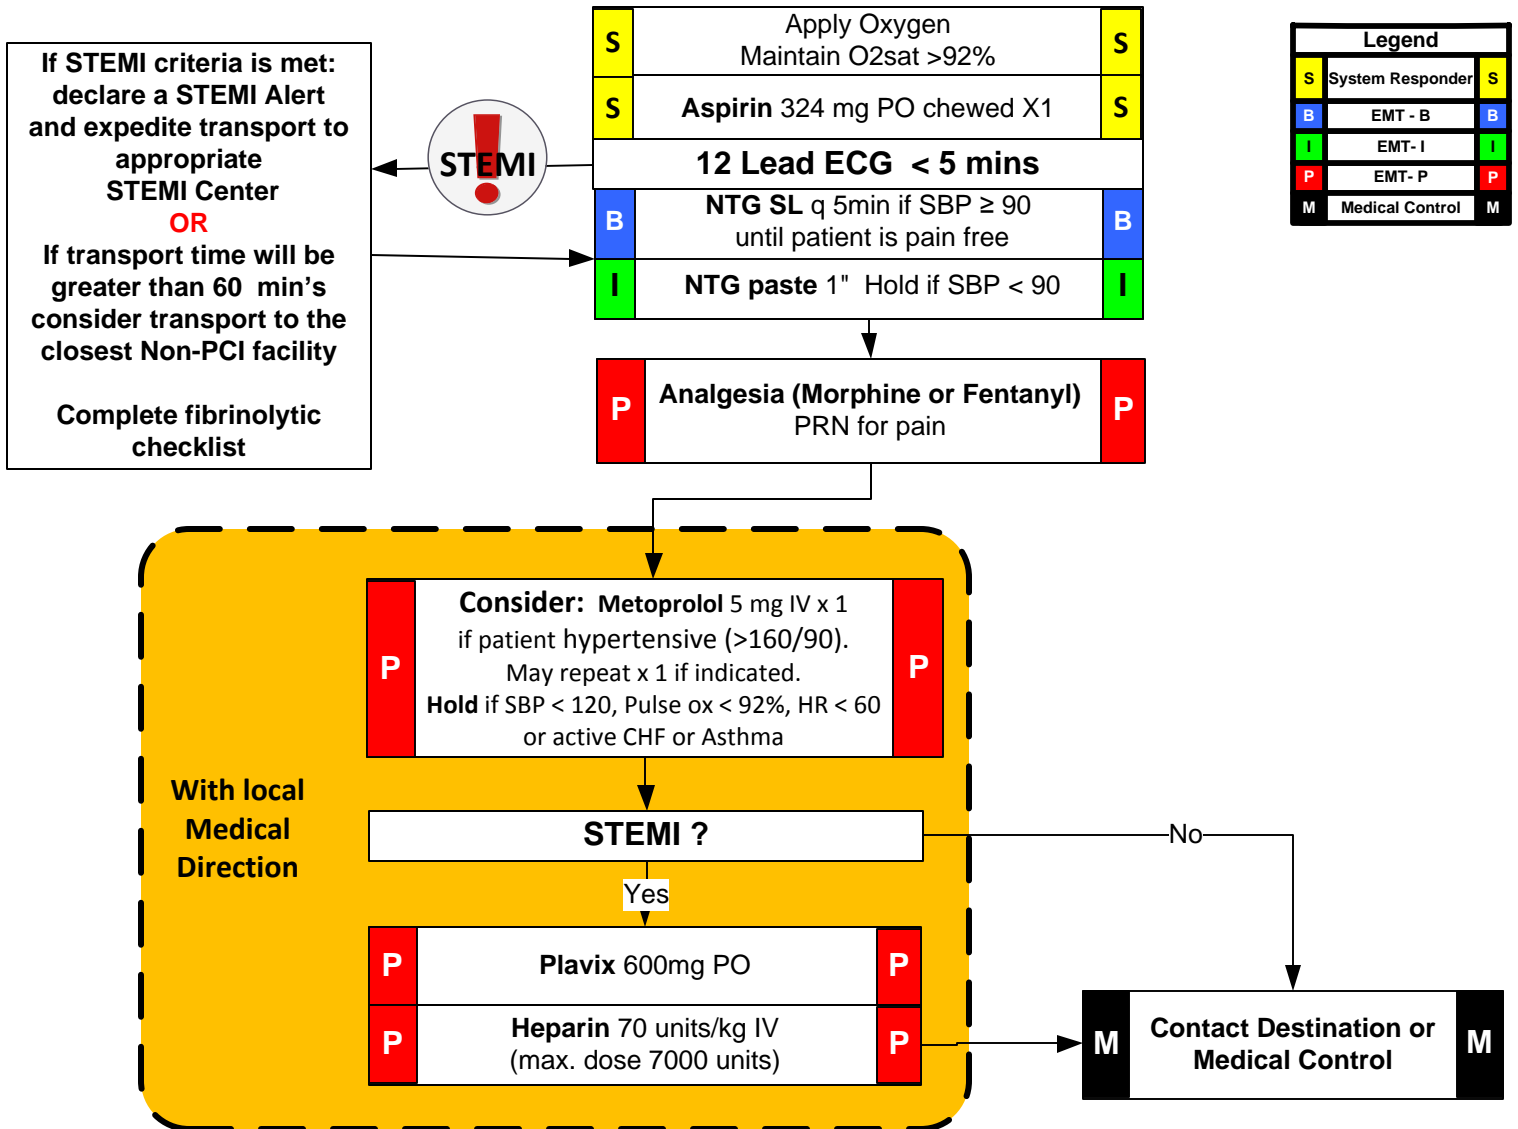 S
Apply Oxygen
Maintain O2sat >92%
S
S
Aspirin 324 mg PO chewed X1
S
12 Lead ECG < 5 mins
B
NTG SL q 5min if SBP ≥ 90
until patient is pain free
B
I
NTG paste 1" Hold if SBP < 90
I
STEMI
If STEMI criteria is met:
declare a STEMI Alert
and expedite transport to
appropriate
STEMI Center
OR
If transport time will be
greater than 60 min’s
consider transport to the
closest Non-PCI facility
Complete fibrinolytic
checklist
Legend
S System Responder S
B EMT - B B
I EMT- I I
P EMT- P P
M Medical Control M
P
Analgesia (Morphine or Fentanyl)
PRN for pain
P
With local
Medical
Direction
P
Consider: Metoprolol 5 mg IV x 1
if patient hypertensive (>160/90).
May repeat x 1 if indicated.
Hold if SBP < 120, Pulse ox < 92%, HR < 60
or active CHF or Asthma
P
STEMI ?
No
Yes
P
Plavix 600mg PO
P
P
Heparin 70 units/kg IV
(max. dose 7000 units)
P
M
Contact Destination or
Medical Control
M